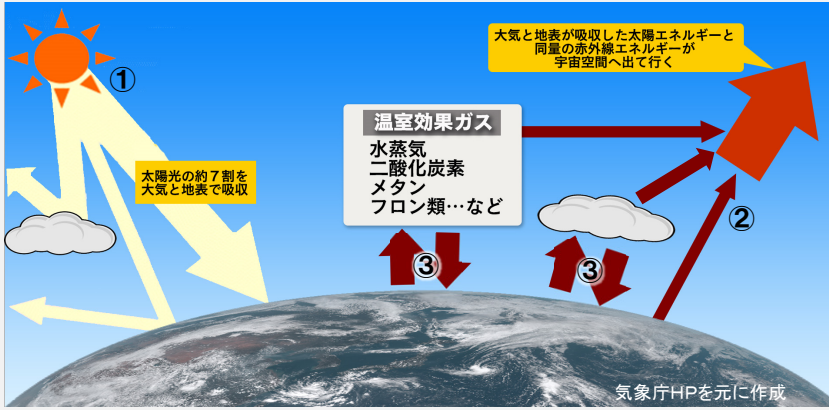 ①
大気と地表が吸収した太陽エネルギーと
同量の赤外線エネルギーが
宇宙空間へ出て行く
温室効果ガス
水蒸気
二酸化炭素
メタン
フロン類…など
太陽光の約７割を
大気と地表で吸収
②
③
③
気象庁HPを元に作成